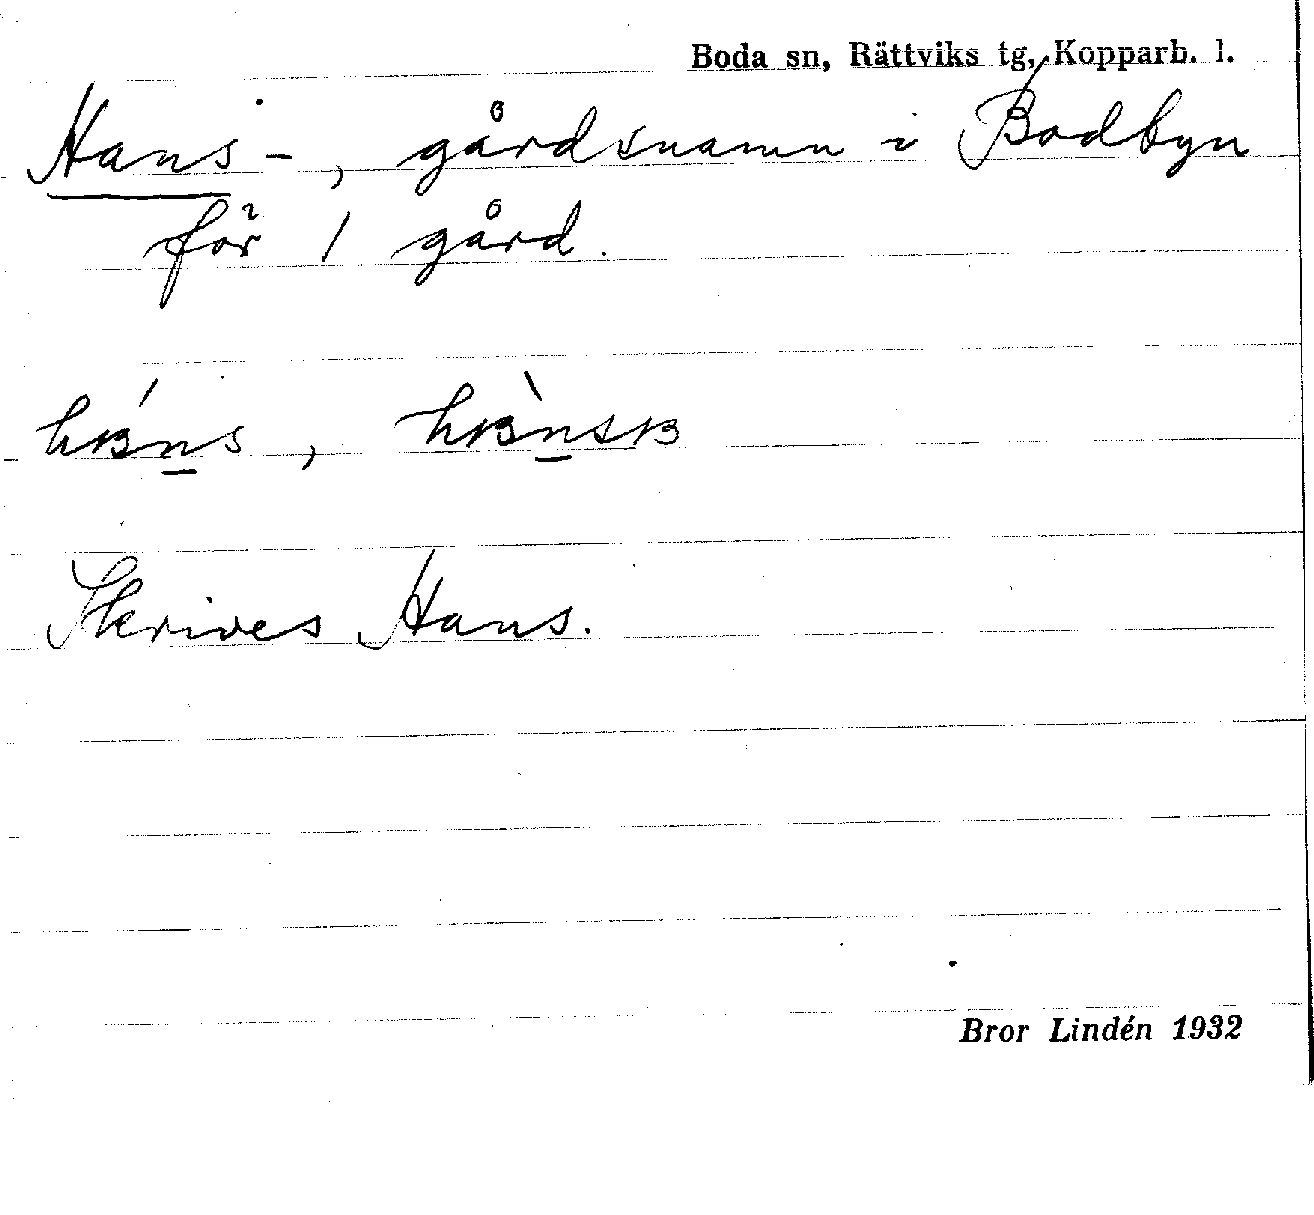 Boda sn, Rättviks tg, Kopparb. l.
Hans-, gårdsnamn i Bodbyn
för 1 gård.
Skrives Hans.
Bror Lindén 1932